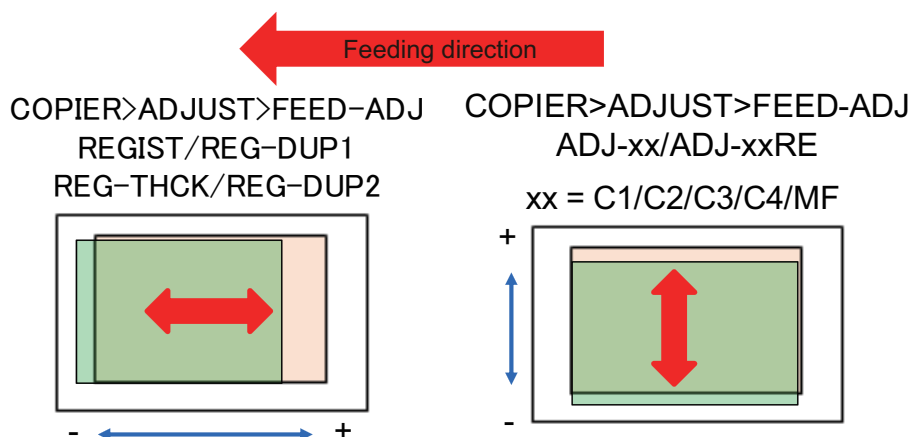 Feeding direction
COPIER>ADJUST>FEED-ADJ
REGIST/REG-DUP1
REG-THCK/REG-DUP2
- +
COPIER>ADJUST>FEED-ADJ
ADJ-xx/ADJ-xxRE
xx = C1/C2/C3/C4/MF
+
-